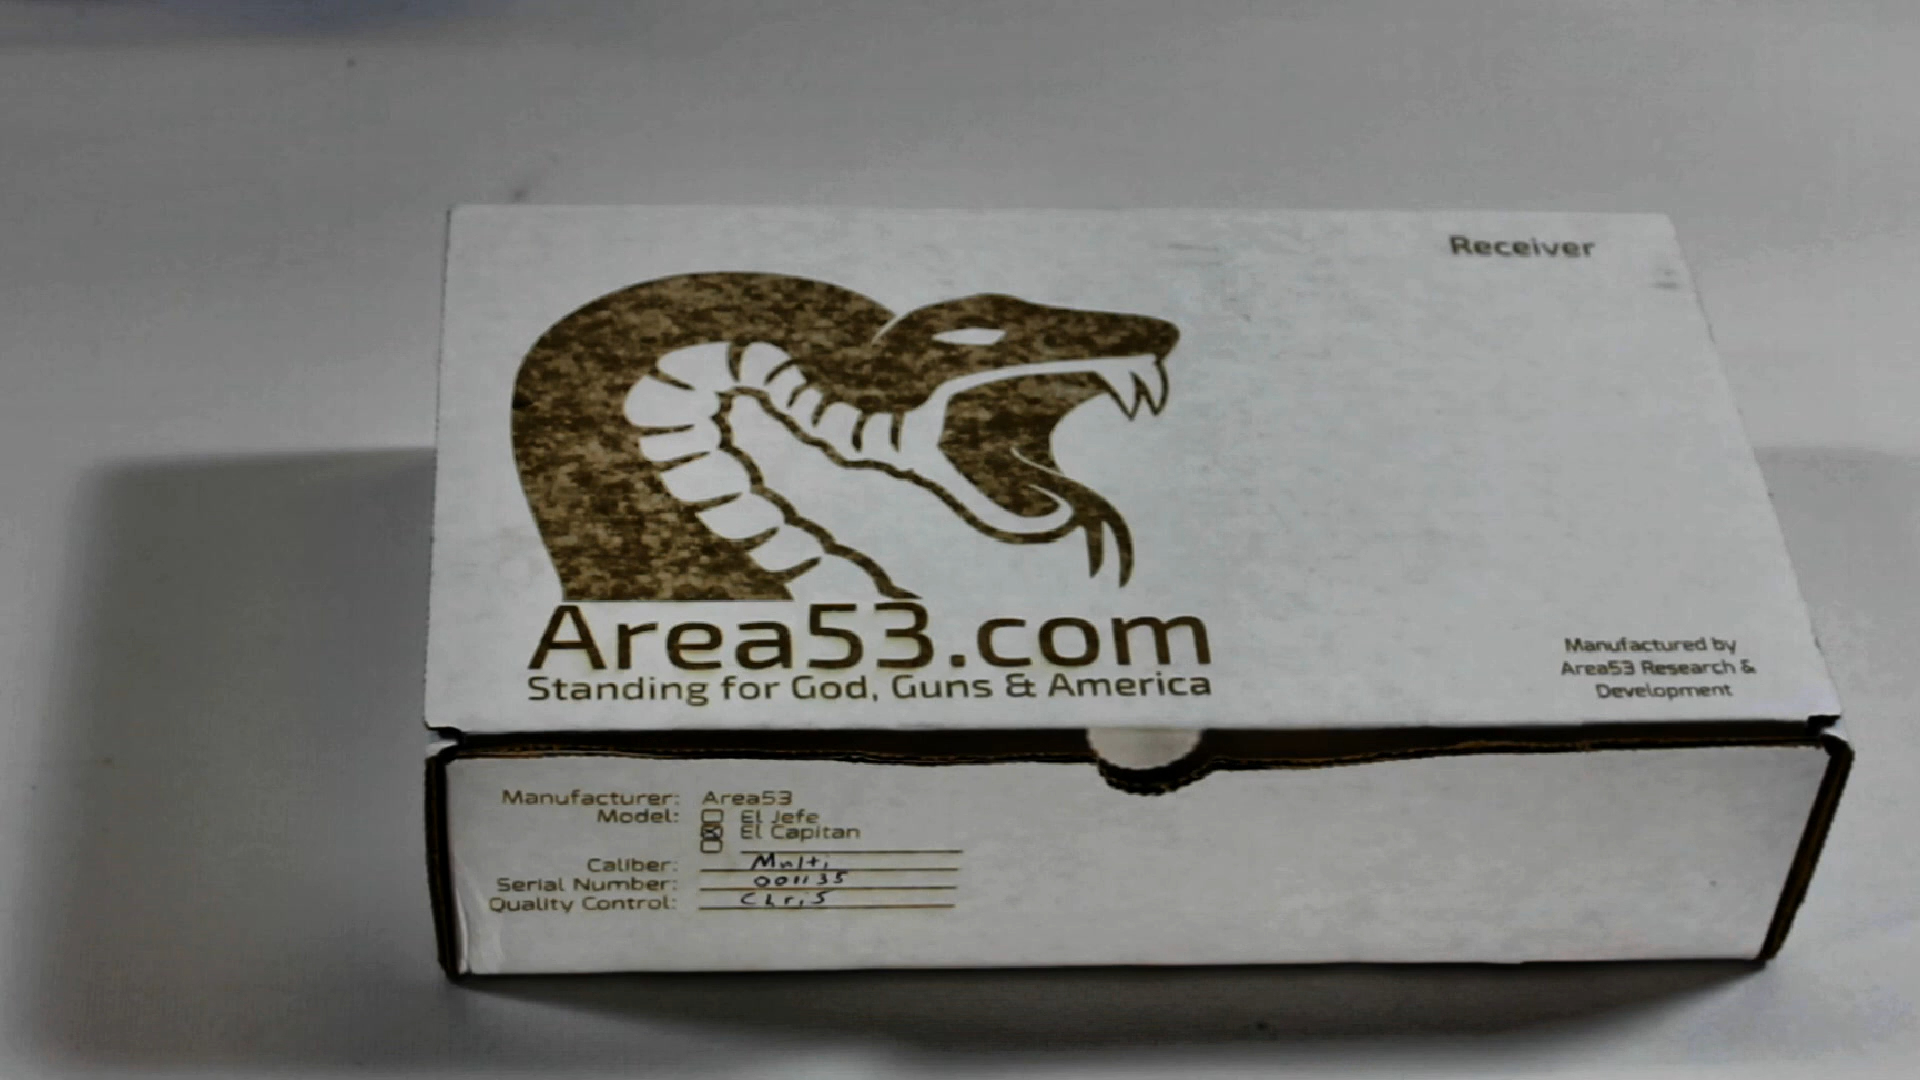 Receiver
Area53.com
Standing for God, Guns & America
Manufactured by
Area53 Research &
Development
Manufacturer: Area53
Model: El Jefe
El Capitan
Caliber: Multi
Serial Number: 001135
Quality Control: Chris